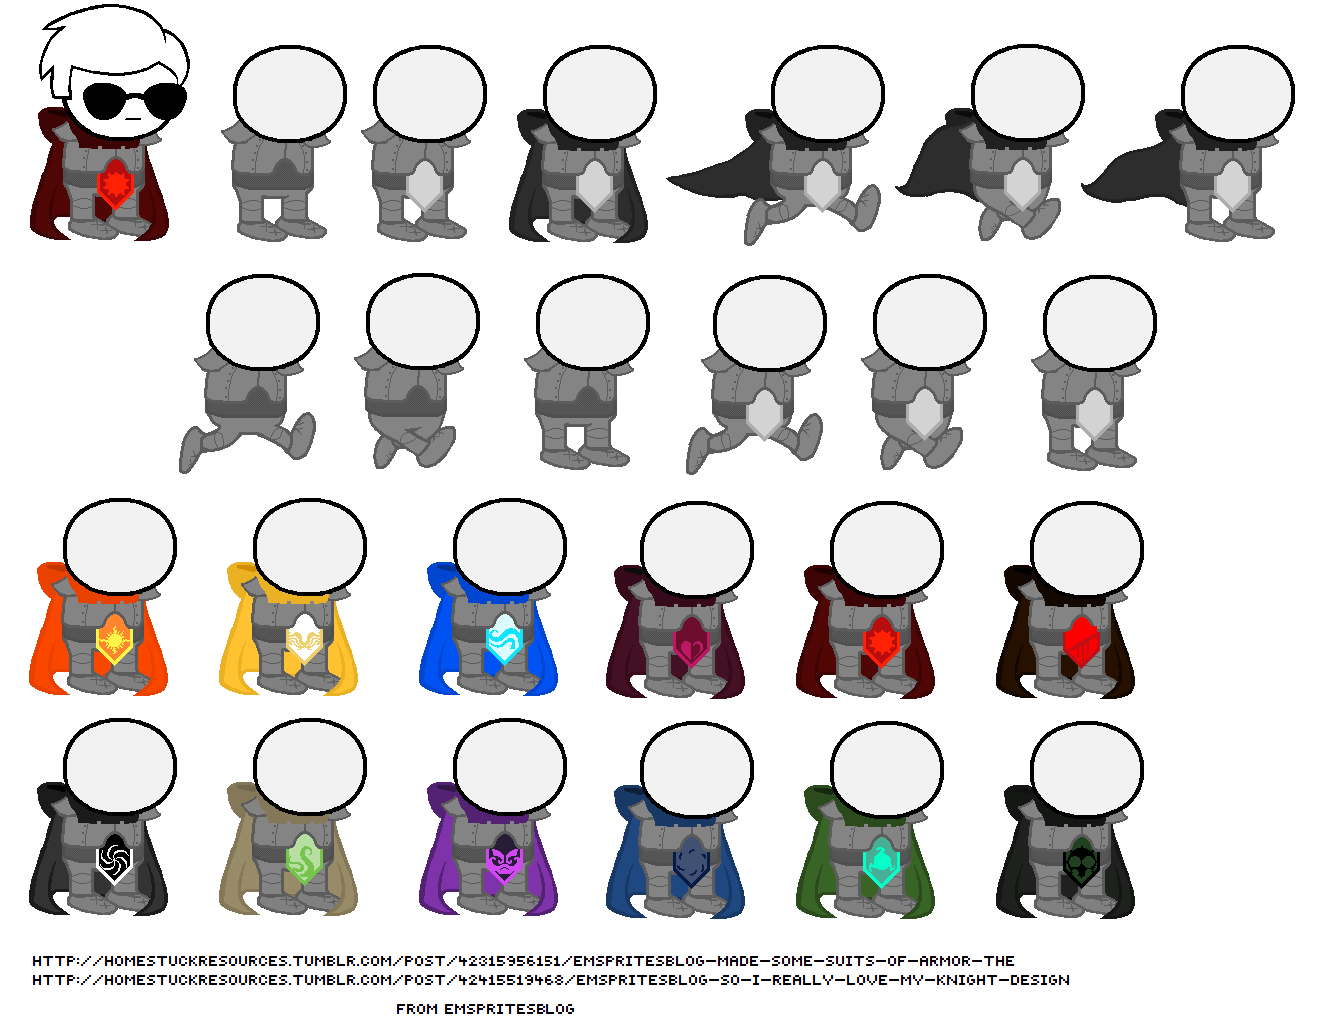 HTTP://HOMESTUCKRESOURCES.TUMBLR.COM/POST/42315956151/EMSPRITESBLOG-MADE-SOME-SUITS-OF-ARMOR-THE
HTTP://HOMESTUCKRESOURCES.TUMBLR.COM/POST/42415519468/EMSPRITESBLOG-SO-I-REALLY-LOVE-MY-KNIGHT-DESIGN
FROM EMSPRITESBLOG